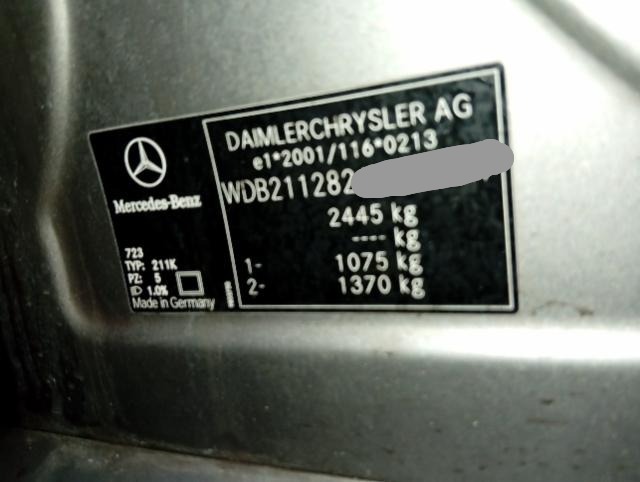 DAIMLERCHRYSLER AG
e1*2001/116*0213
WDB211282
2445 kg
---- kg
1- 1075 kg
2- 1370 kg
Mercedes-Benz
723
TYP: 211K
PZ: 5
1.0%
Made in Germany